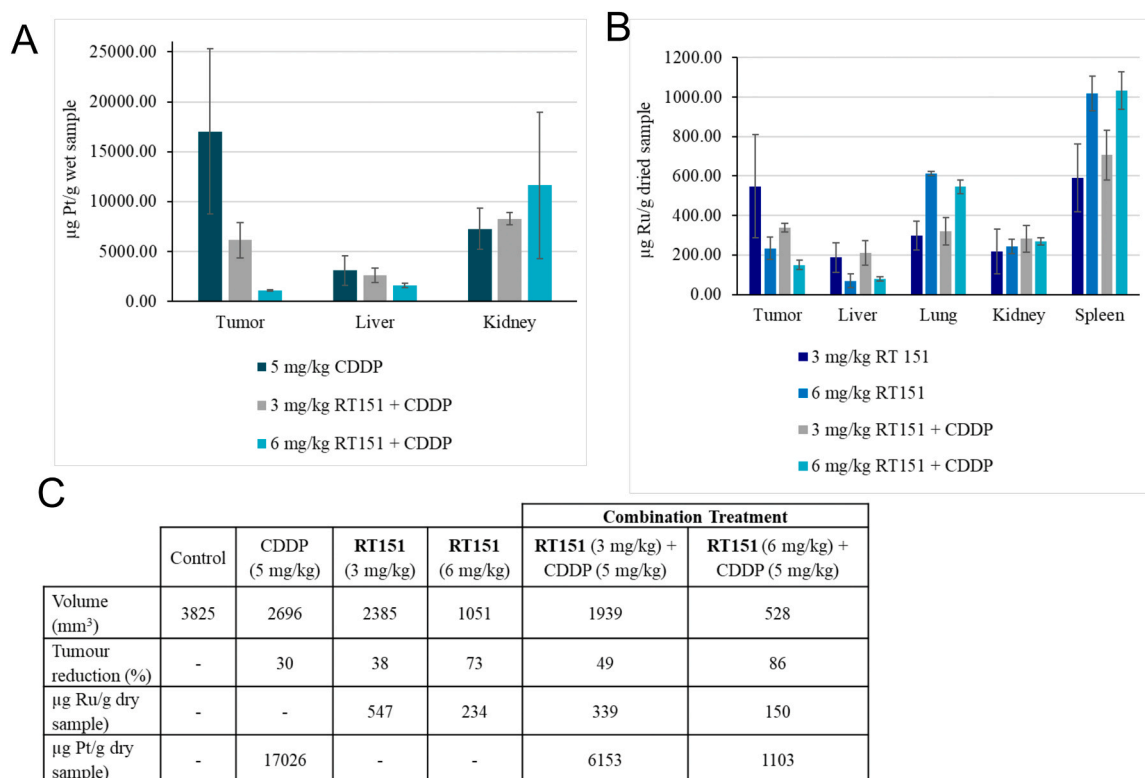 A
µg Pt/g wet sample
25000.00
20000.00
15000.00
10000.00
5000.00
0.00
Tumor Liver Kidney
5 mg/kg CDDP
3 mg/kg RT151 + CDDP
6 mg/kg RT151 + CDDP
B
µg Ru/g dried sample
1200.00
1000.00
800.00
600.00
400.00
200.00
0.00
Tumor Liver Lung Kidney Spleen
3 mg/kg RT 151
6 mg/kg RT151
3 mg/kg RT151 + CDDP
6 mg/kg RT151 + CDDP
C
Combination Treatment
Control CDDP RT151 RT151 RT151 (3 mg/kg) + RT151 (6 mg/kg) +
(5 mg/kg) (3 mg/kg) (6 mg/kg) CDDP (5 mg/kg) CDDP (5 mg/kg)
Volume
(mm³) 3825 2696 2385 1051 1939 528
Tumour
reduction (%) - 30 38 73 49 86
µg Ru/g dry
sample) - - 547 234 339 150
µg Pt/g dry
sample) - 17026 - - 6153 1103